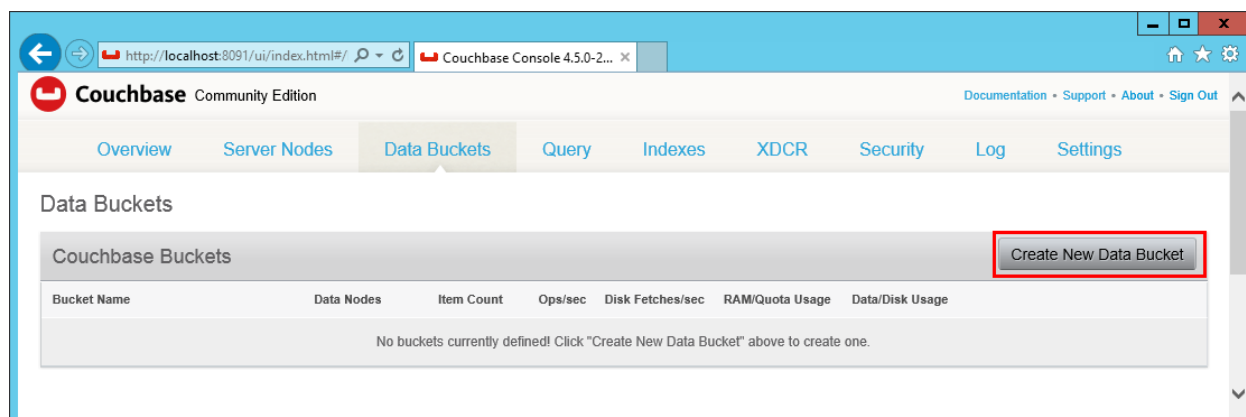 http://localhost:8091/ui/index.html#/ Couchbase Console 4.5.0-2...
Couchbase Community Edition Documentation • Support • About • Sign Out
Overview Server Nodes Data Buckets Query Indexes XDCR Security Log Settings
Data Buckets
Couchbase Buckets Create New Data Bucket
Bucket Name Data Nodes Item Count Ops/sec Disk Fetches/sec RAM/Quota Usage Data/Disk Usage
No buckets currently defined! Click "Create New Data Bucket" above to create one.